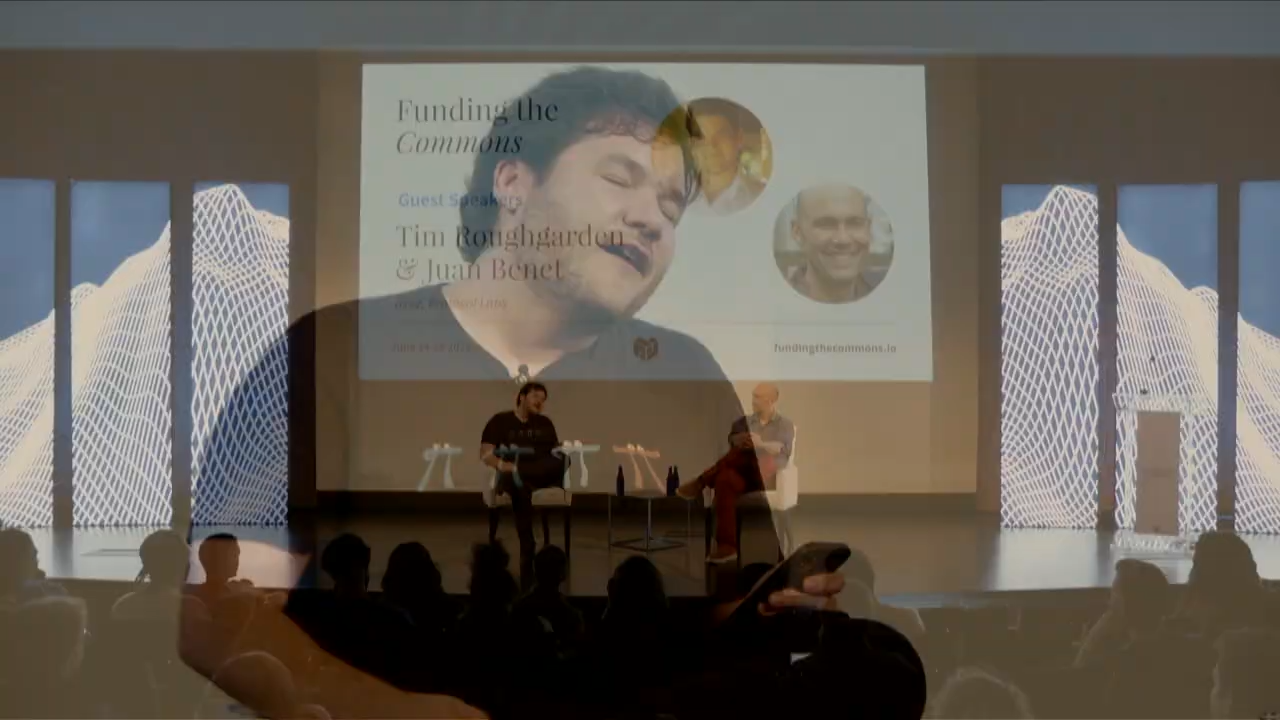 Funding the
Commons
Guest Speakers
Tim Roughgarden
& Juan Benet
fundingthecommons.io